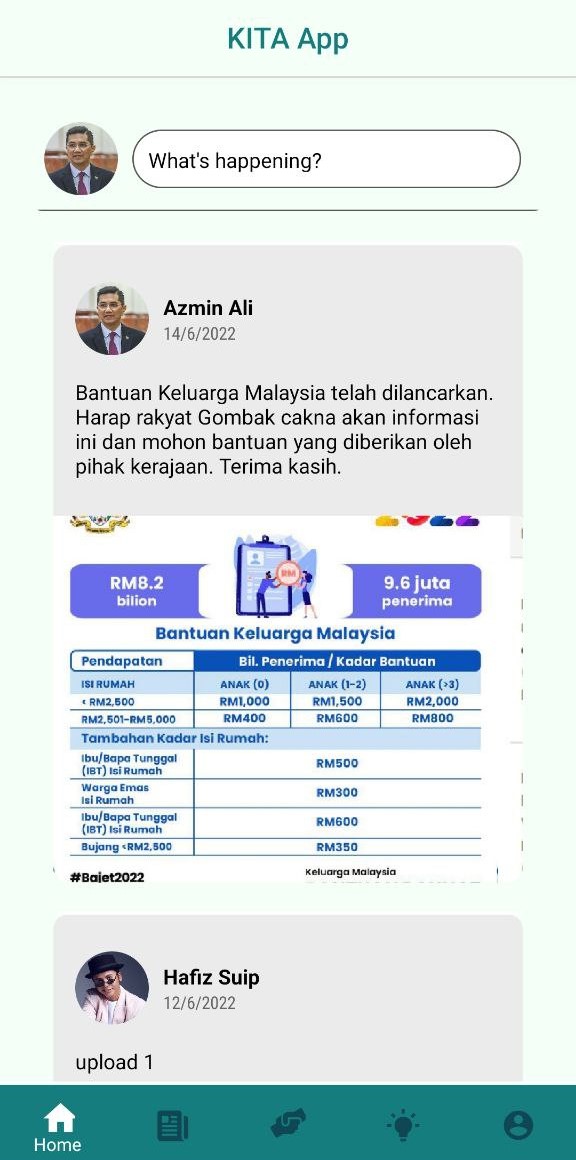 KITA App
What's happening?
Azmin Ali
14/6/2022
Bantuan Keluarga Malaysia telah dilancarkan.
Harap rakyat Gombak cakna akan informasi
ini dan mohon bantuan yang diberikan oleh
pihak kerajaan. Terima kasih.
RM8.2
bilion
RM
9.6 juta
penerima
Bantuan Keluarga Malaysia
Pendapatan Bil. Penerima / Kadar Bantuan
ISI RUMAH ANAK (0) ANAK (1-2) ANAK (>3)
< RM2,500 RM1,000 RM1,500 RM2,000
RM2,501-RM5,000 RM400 RM600 RM800
Tambahan Kadar Isi Rumah:
Ibu/Bapa Tunggal
(IBT) Isi Rumah
RM500
Warga Emas
Isi Rumah
RM300
Ibu/Bapa Tunggal
(IBT) Isi Rumah
RM600
Bujang <RM2,500 RM350
#Bajet2022
Keluarga Malaysia
Hafiz Suip
12/6/2022
upload 1
Home